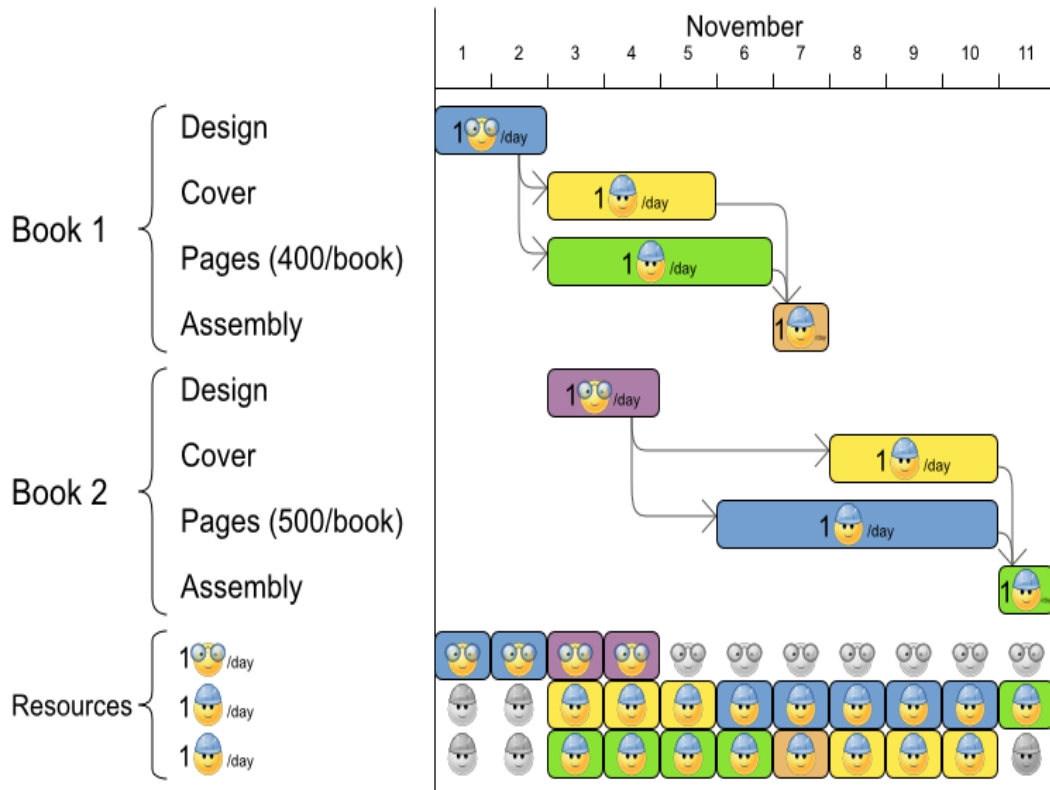 November
1 2 3 4 5 6 7 8 9 10 11
Book 1
Design
1 /day
Cover
1 /day
Pages (400/book)
1 /day
Assembly
1 /day
Book 2
Design
1 /day
Cover
1 /day
Pages (500/book)
1 /day
Assembly
1 /day
Resources
1 /day
1 /day
1 /day